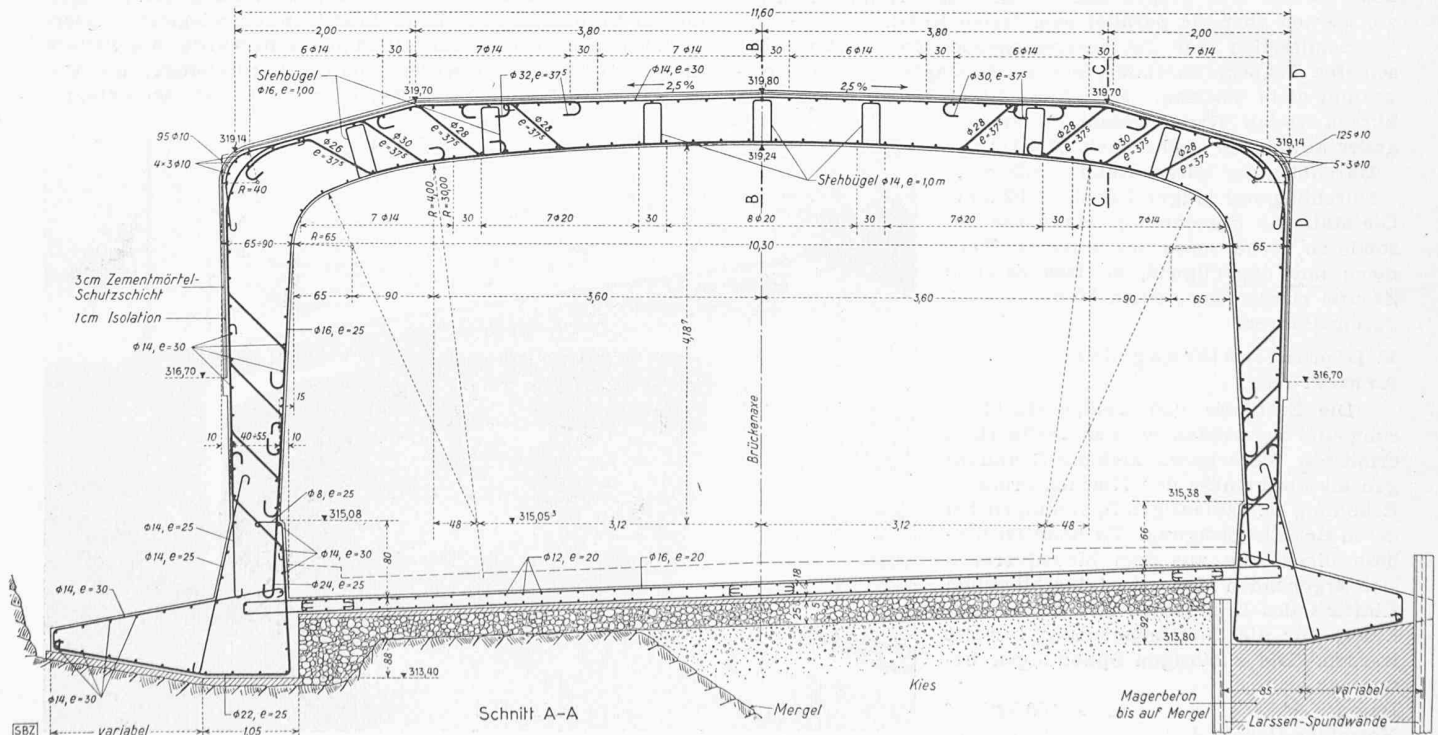 11,60
2,00 3,80 3,80 2,00
6 Φ14 30 7 Φ14 30 7 Φ14 30 6 Φ14 30 6 Φ14 30 7 Φ14
Stehbügel
Φ16, e=1,00
Φ32, e=37⁵
Φ14, e=30
2,5 %
B
319,80
2,5%
Φ30, e=37⁵
C
D
319,70
319,70
319,14
319,14
95 Φ10
4×3 Φ10
125 Φ10
5×3 Φ10
Φ26
e=37⁵
Φ30
e=37⁵
Φ28
e=37⁵
Φ28
e=37⁵
Φ28
e=37⁵
Φ28
e=37⁵
Φ30
e=37⁵
Φ28
e=37⁵
R=40
319,24
Stehbügel Φ14, e=1,0m
R=4,00
R=30,00
B
C
D
7 Φ14 30 7 Φ20 30 8 Φ20 30 7 Φ20 30 7 Φ14
65÷90 R=65 10,30 65
3cm Zementmörtel-
Schutzschicht
1cm Isolation
65 90 3,60 3,60 90 65
Φ16, e=25
Φ14, e=30
4,18⁷
316,70
316,70
15
10 40÷55 10
Brückenaxe
Φ8, e=25
315,38
315,08
48 315,05³ 3,12 3,12 48
Φ14, e=25
Φ14, e=25
Φ14, e=30
80
66
Φ24, e=25
Φ12, e=20
Φ16, e=20
18
25
5
Φ14, e=30
92
313,80
88
313,40
Φ14, e=30
Φ22, e=25
Schnitt A-A
Mergel
Kies
85 variabel
Magerbeton
bis auf Mergel
Larssen-Spundwände
SBZ
variabel 1,05